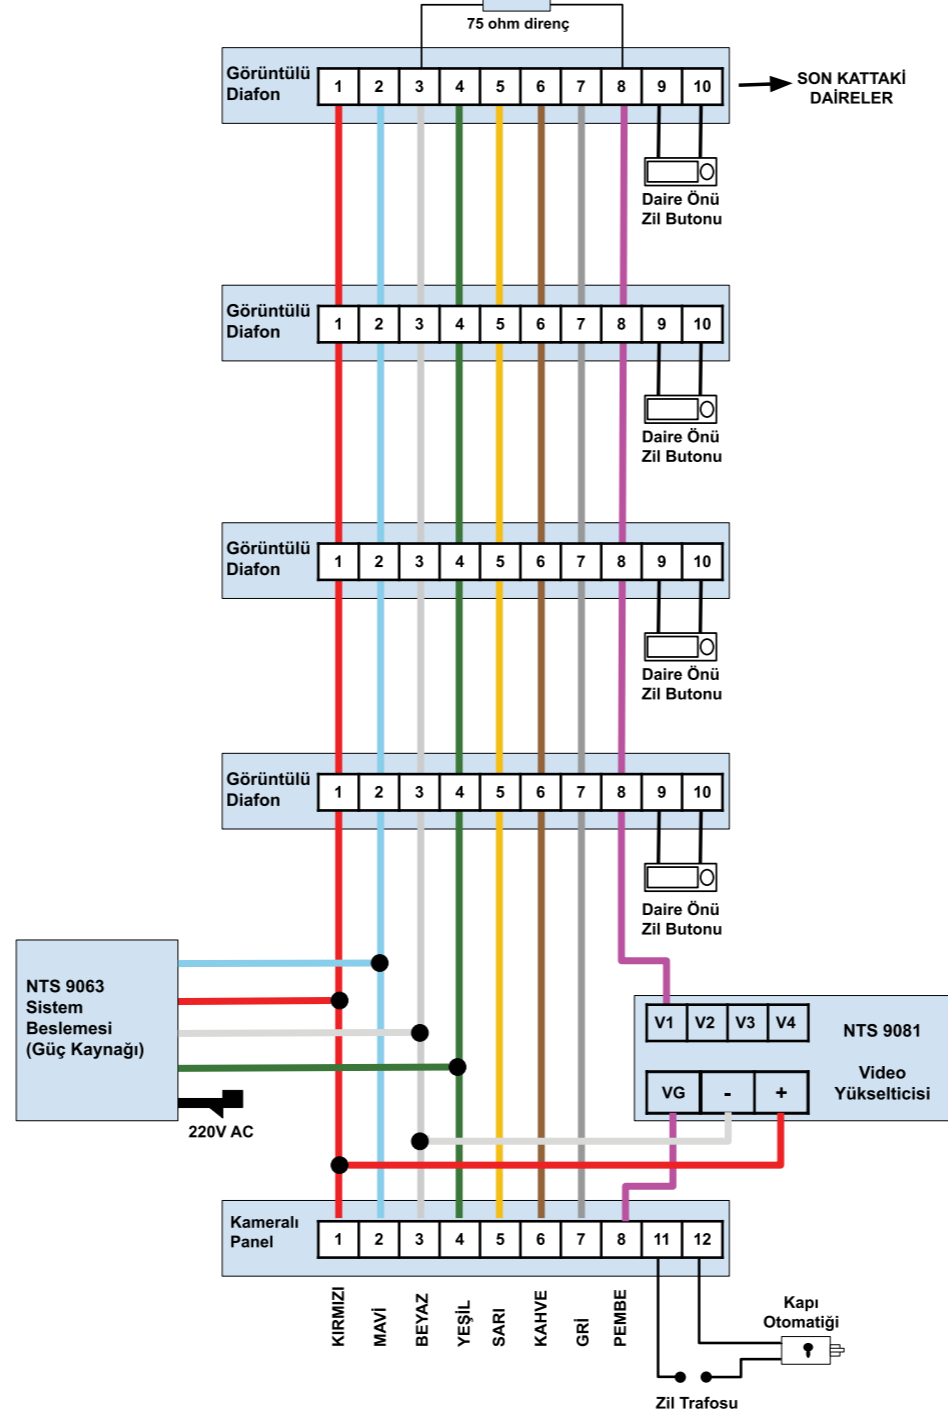 75 ohm direnç
Görüntülü
Diafon
1 2 3 4 5 6 7 8 9 10
SON KATTAKİ
DAİRELER
Daire Önü
Zil Butonu
Görüntülü
Diafon
1 2 3 4 5 6 7 8 9 10
Daire Önü
Zil Butonu
Görüntülü
Diafon
1 2 3 4 5 6 7 8 9 10
Daire Önü
Zil Butonu
Görüntülü
Diafon
1 2 3 4 5 6 7 8 9 10
Daire Önü
Zil Butonu
NTS 9063
Sistem
Beslemesi
(Güç Kaynağı)
220V AC
V1 V2 V3 V4
NTS 9081
Video
Yükselticisi
VG - +
Kameralı
Panel
1 2 3 4 5 6 7 8 11 12
KIRMIZI
MAVİ
BEYAZ
YEŞİL
SARI
KAHVE
GRİ
PEMBE
Kapı
Otomatiği
Zil Trafosu